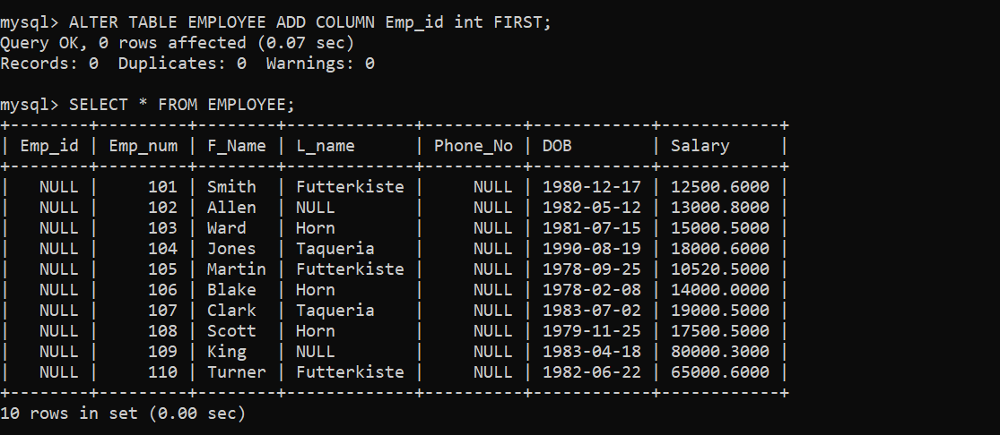 mysql> ALTER TABLE EMPLOYEE ADD COLUMN Emp_id int FIRST;
Query OK, 0 rows affected (0.07 sec)
Records: 0  Duplicates: 0  Warnings: 0
mysql> SELECT * FROM EMPLOYEE;
+--------+---------+--------+-------------+----------+------------+------------+
| Emp_id | Emp_num | F_Name | L_name      | Phone_No | DOB        | Salary     |
+--------+---------+--------+-------------+----------+------------+------------+
|   NULL |     101 | Smith  | Futterkiste |     NULL | 1980-12-17 | 12500.6000 |
|   NULL |     102 | Allen  | NULL        |     NULL | 1982-05-12 | 13000.8000 |
|   NULL |     103 | Ward   | Horn        |     NULL | 1981-07-15 | 15000.5000 |
|   NULL |     104 | Jones  | Taqueria    |     NULL | 1990-08-19 | 18000.6000 |
|   NULL |     105 | Martin | Futterkiste |     NULL | 1978-09-25 | 10520.5000 |
|   NULL |     106 | Blake  | Horn        |     NULL | 1978-02-08 | 14000.0000 |
|   NULL |     107 | Clark  | Taqueria    |     NULL | 1983-07-02 | 19000.5000 |
|   NULL |     108 | Scott  | Horn        |     NULL | 1979-11-25 | 17500.5000 |
|   NULL |     109 | King   | NULL        |     NULL | 1983-04-18 | 80000.3000 |
|   NULL |     110 | Turner | Futterkiste |     NULL | 1982-06-22 | 65000.6000 |
+--------+---------+--------+-------------+----------+------------+------------+
10 rows in set (0.00 sec)